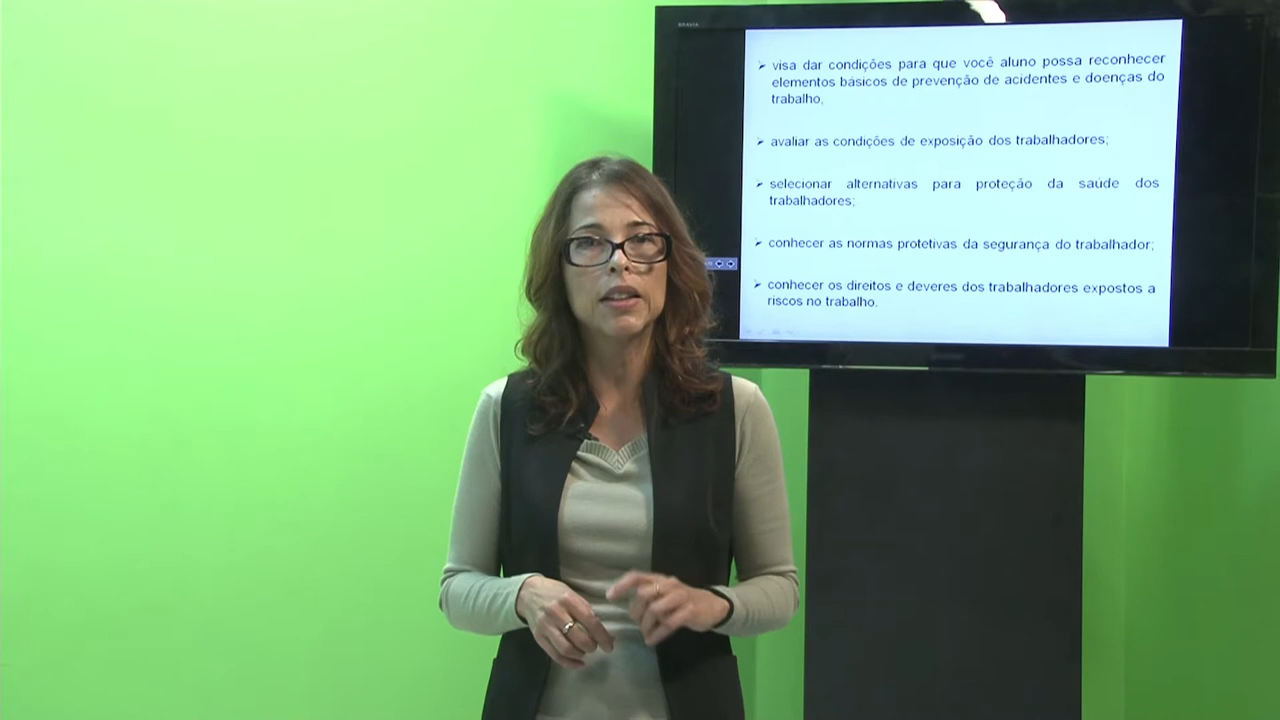 BRAVIA
➢ visa dar condições para que você aluno possa reconhecer
elementos básicos de prevenção de acidentes e doenças do
trabalho,
➢ avaliar as condições de exposição dos trabalhadores;
➢ selecionar alternativas para proteção da saúde dos
trabalhadores;
➢ conhecer as normas protetivas da segurança do trabalhador;
➢ conhecer os direitos e deveres dos trabalhadores expostos a
riscos no trabalho.